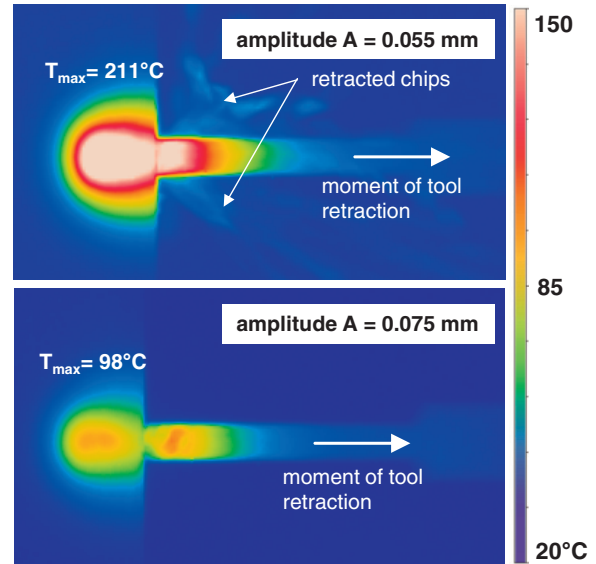 amplitude A = 0.055 mm
Tmax= 211°C
retracted chips
moment of tool
retraction
amplitude A = 0.075 mm
Tmax= 98°C
moment of tool
retraction
150
85
20°C